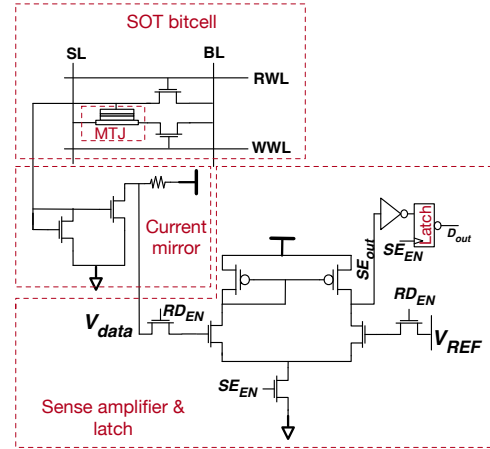 SOT bitcell
SL
BL
RWL
MTJ
WWL
Current
mirror
SE_out
Latch
SE_EN
D_out
RD_EN
V_data
RD_EN
V_REF
SE_EN
Sense amplifier &
latch